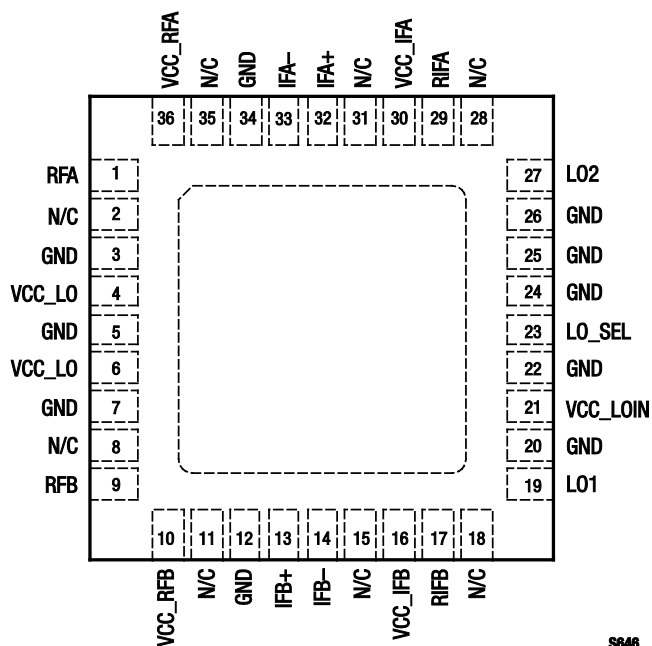 VCC_RFA N/C GND IFA– IFA+ N/C VCC_IFA RIFA N/C
36 35 34 33 32 31 30 29 28
RFA 1 27 LO2
N/C 2 26 GND
GND 3 25 GND
VCC_LO 4 24 GND
GND 5 23 LO_SEL
VCC_LO 6 22 GND
GND 7 21 VCC_LOIN
N/C 8 20 GND
RFB 9 19 LO1
10 11 12 13 14 15 16 17 18
VCC_RFB N/C GND IFB+ IFB– N/C VCC_IFB RIFB N/C
S646